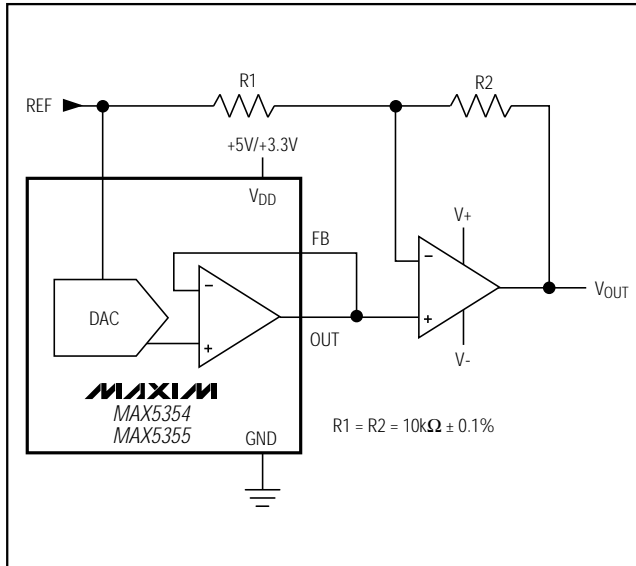 R1
R2
REF
+5V/+3.3V
VDD
FB
V+
DAC
−
+
−
+
OUT
VOUT
V-
MAXIM
MAX5354
MAX5355
GND
R1 = R2 = 10kΩ ± 0.1%